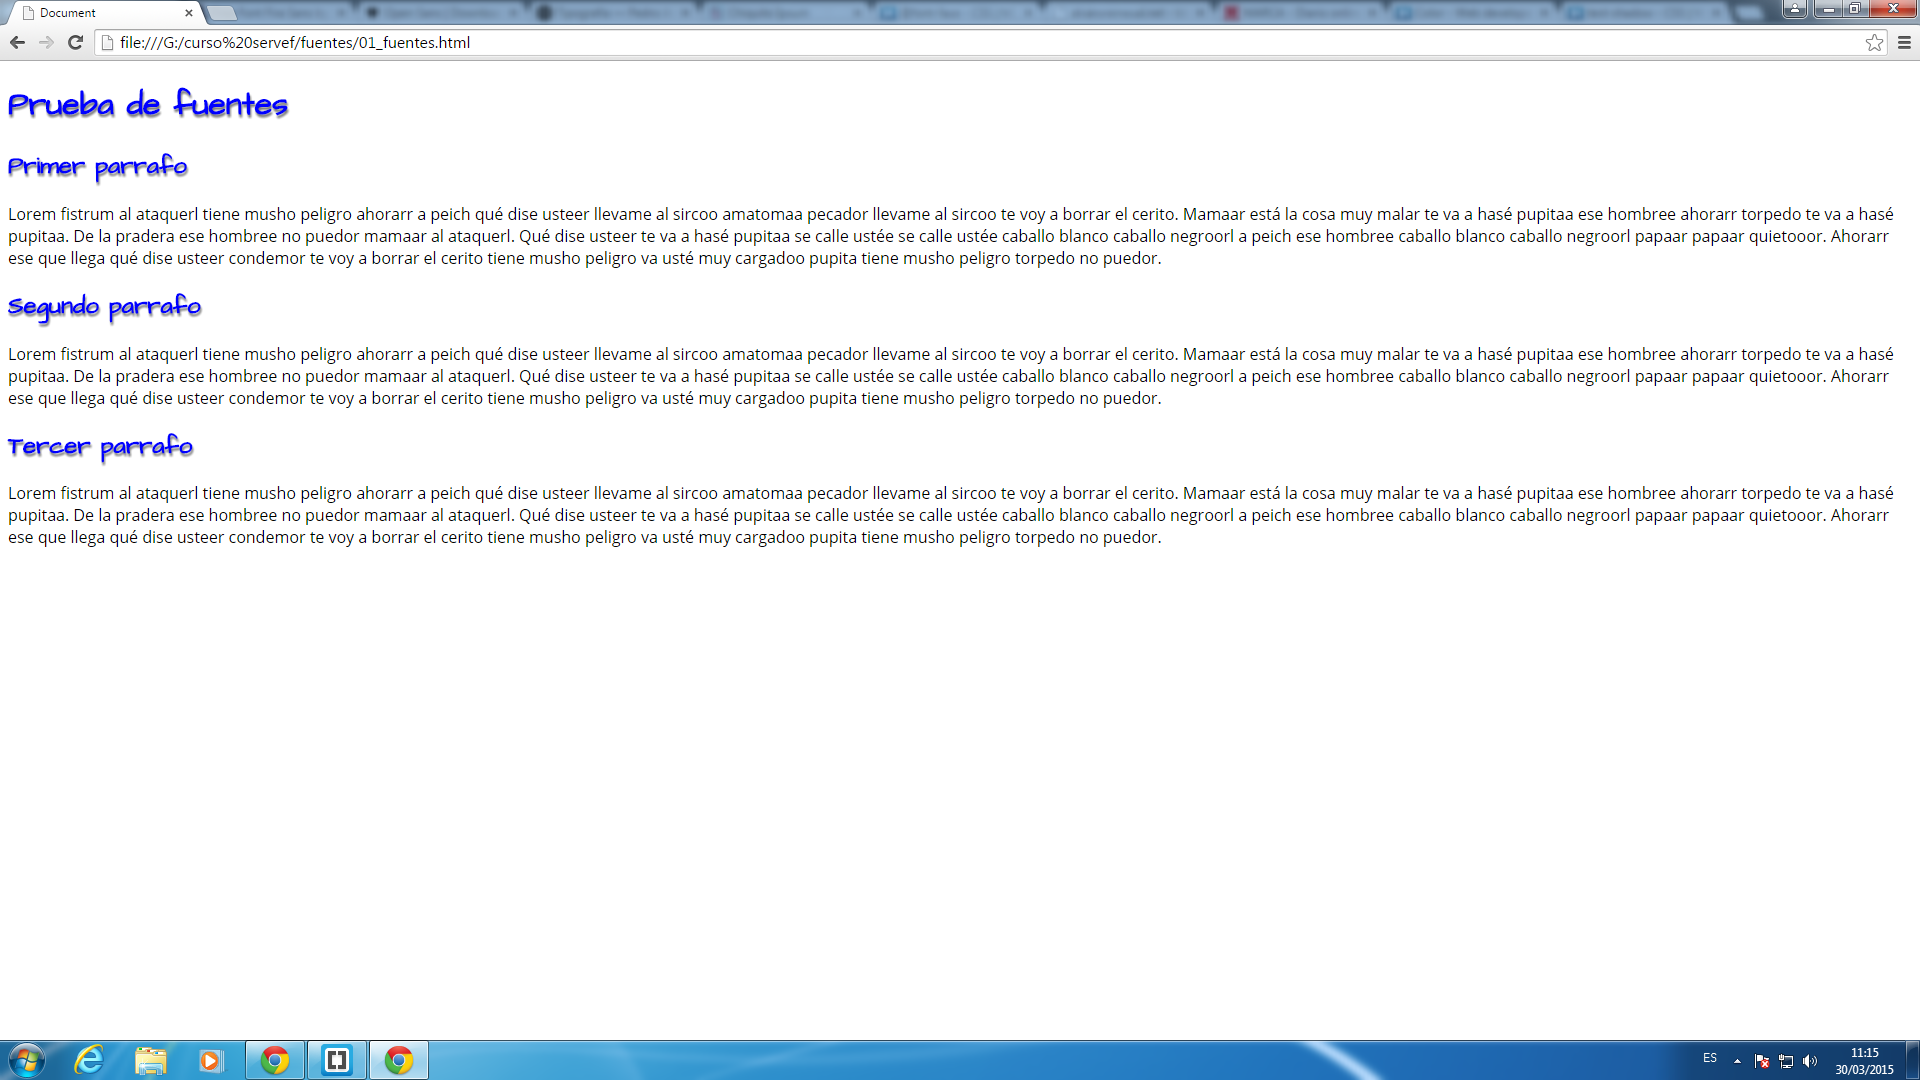 Document
file:///G:/curso%20servef/fuentes/01_fuentes.html
Prueba de fuentes
Primer parrafo
Lorem fistrum al ataquerl tiene musho peligro ahorarr a peich qué dise usteer llevame al sircoo amatomaa pecador llevame al sircoo te voy a borrar el cerito. Mamaar está la cosa muy malar te va a hasé pupitaa ese hombree ahorarr torpedo te va a hasé
pupitaa. De la pradera ese hombree no puedor mamaar al ataquerl. Qué dise usteer te va a hasé pupitaa se calle ustée se calle ustée caballo blanco caballo negroorl a peich ese hombree caballo blanco caballo negroorl papaar papaar quietooor. Ahorarr
ese que llega qué dise usteer condemor te voy a borrar el cerito tiene musho peligro va usté muy cargadoo pupita tiene musho peligro torpedo no puedor.
Segundo parrafo
Lorem fistrum al ataquerl tiene musho peligro ahorarr a peich qué dise usteer llevame al sircoo amatomaa pecador llevame al sircoo te voy a borrar el cerito. Mamaar está la cosa muy malar te va a hasé pupitaa ese hombree ahorarr torpedo te va a hasé
pupitaa. De la pradera ese hombree no puedor mamaar al ataquerl. Qué dise usteer te va a hasé pupitaa se calle ustée se calle ustée caballo blanco caballo negroorl a peich ese hombree caballo blanco caballo negroorl papaar papaar quietooor. Ahorarr
ese que llega qué dise usteer condemor te voy a borrar el cerito tiene musho peligro va usté muy cargadoo pupita tiene musho peligro torpedo no puedor.
Tercer parrafo
Lorem fistrum al ataquerl tiene musho peligro ahorarr a peich qué dise usteer llevame al sircoo amatomaa pecador llevame al sircoo te voy a borrar el cerito. Mamaar está la cosa muy malar te va a hasé pupitaa ese hombree ahorarr torpedo te va a hasé
pupitaa. De la pradera ese hombree no puedor mamaar al ataquerl. Qué dise usteer te va a hasé pupitaa se calle ustée se calle ustée caballo blanco caballo negroorl a peich ese hombree caballo blanco caballo negroorl papaar papaar quietooor. Ahorarr
ese que llega qué dise usteer condemor te voy a borrar el cerito tiene musho peligro va usté muy cargadoo pupita tiene musho peligro torpedo no puedor.
ES
11:15
30/03/2015